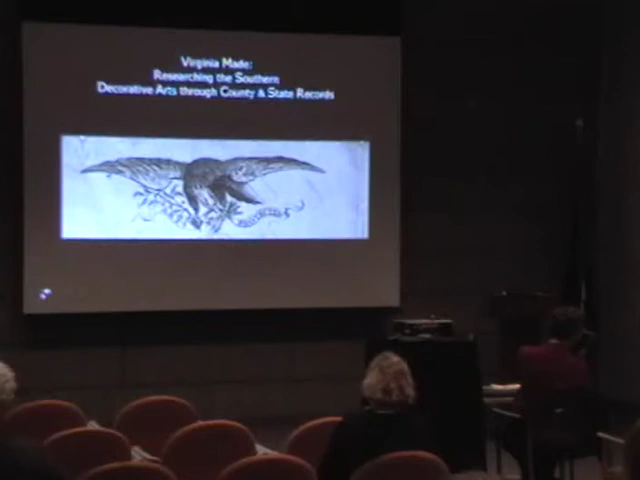 Virginia Made:
Researching the Southern
Decorative Arts through County & State Records